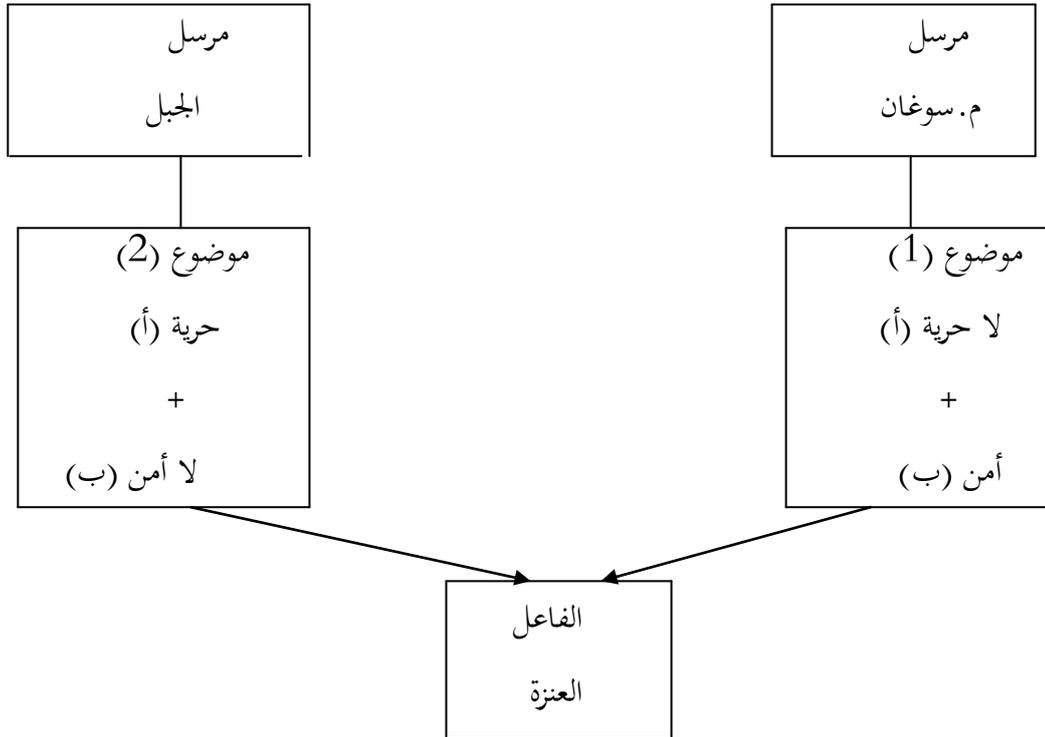 مرسل
م.سوغان
موضوع (1)
لا حرية (أ)
+
أمن (ب)
مرسل
الجبل
موضوع (2)
حرية (أ)
+
لا أمن (ب)
الفاعل
العنزة